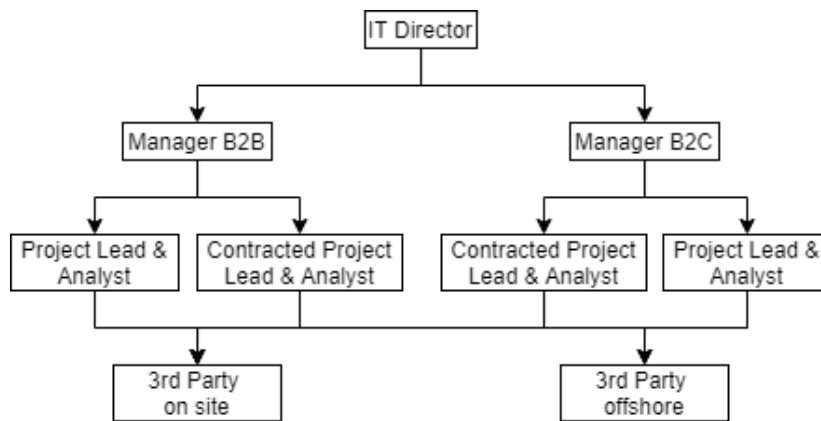 IT Director
Manager B2B
Manager B2C
Project Lead &
Analyst
Contracted Project
Lead & Analyst
Contracted Project
Lead & Analyst
Project Lead &
Analyst
3rd Party
on site
3rd Party
offshore